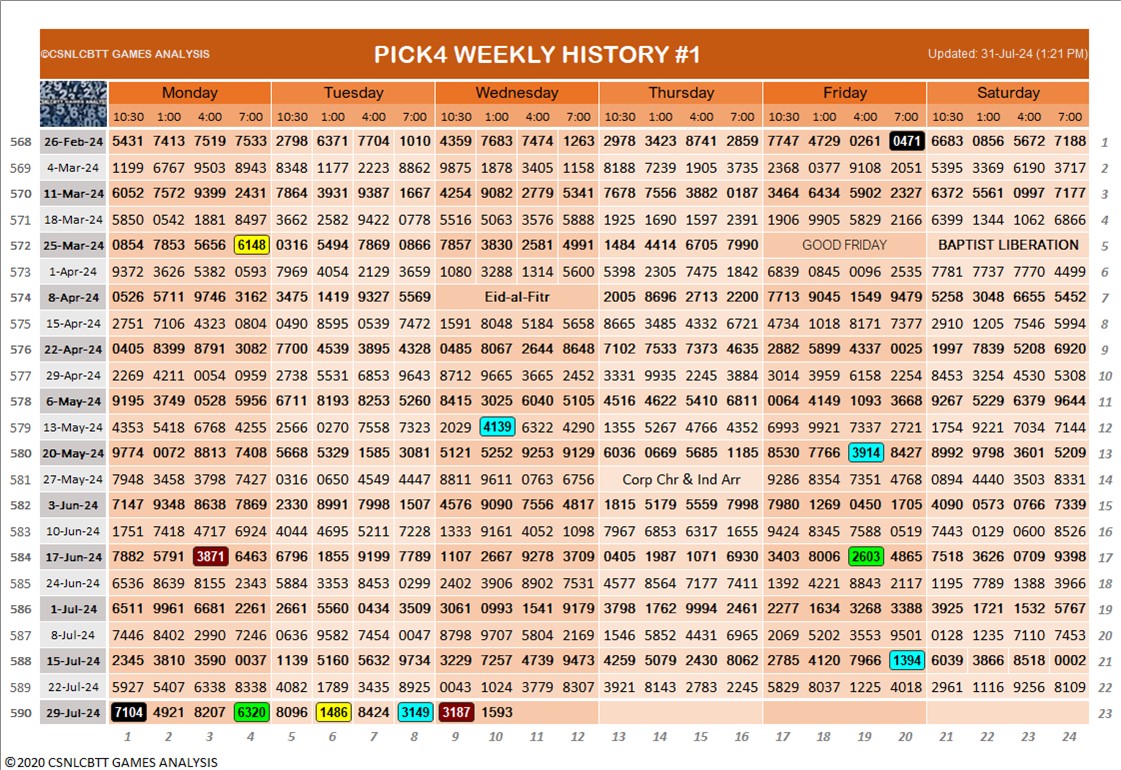 ©CSNLCBTT GAMES ANALYSIS PICK4 WEEKLY HISTORY #1 Updated: 31-Jul-24 (1:21 PM)
Monday Tuesday Wednesday Thursday Friday Saturday
10:30 1:00 4:00 7:00 10:30 1:00 4:00 7:00 10:30 1:00 4:00 7:00 10:30 1:00 4:00 7:00 10:30 1:00 4:00 7:00 10:30 1:00 4:00 7:00
568 26-Feb-24 5431 7413 7519 7533 2798 6371 7704 1010 4359 7683 7474 1263 2978 3423 8741 2859 7747 4729 0261 0471 6683 0856 5672 7188 1
569 4-Mar-24 1199 6767 9503 8943 8348 1177 2223 8862 9875 1878 3405 1158 8188 7239 1905 3735 2368 0377 9108 2051 5395 3369 6190 3717 2
570 11-Mar-24 6052 7572 9399 2431 7864 3931 9387 1667 4254 9082 2779 5341 7678 7556 3882 0187 3464 6434 5902 2327 6372 5561 0997 7177 3
571 18-Mar-24 5850 0542 1881 8497 3662 2582 9422 0778 5516 5063 3576 5888 1925 1690 1597 2391 1906 9905 5829 2166 6399 1344 1062 6866 4
572 25-Mar-24 0854 7853 5656 6148 0316 5494 7869 0866 7857 3830 2581 4991 1484 4414 6705 7990 GOOD FRIDAY BAPTIST LIBERATION 5
573 1-Apr-24 9372 3626 5382 0593 7969 4054 2129 3659 1080 3288 1314 5600 5398 2305 7475 1842 6839 0845 0096 2535 7781 7737 7770 4499 6
574 8-Apr-24 0526 5711 9746 3162 3475 1419 9327 5569 Eid-al-Fitr 2005 8696 2713 2200 7713 9045 1549 9479 5258 3048 6655 5452 7
575 15-Apr-24 2751 7106 4323 0804 0490 8595 0539 7472 1591 8048 5184 5658 8665 3485 4332 6721 4734 1018 8171 7377 2910 1205 7546 5994 8
576 22-Apr-24 0405 8399 8791 3082 7700 4539 3895 4328 0485 8067 2644 8648 7102 7533 7373 4635 2882 5899 4337 0025 1997 7839 5208 6920 9
577 29-Apr-24 2269 4211 0054 0959 2738 5531 6853 9643 8712 9665 3665 2452 3331 9935 2245 3884 3014 3959 6158 2254 8453 3254 4530 5308 10
578 6-May-24 9195 3749 0528 5956 6711 8193 8253 5260 8415 3025 6040 5105 4516 4622 5410 6811 0064 4149 1093 3668 9267 5229 6379 9644 11
579 13-May-24 4353 5418 6768 4255 2566 0270 7558 7323 2029 4139 6322 4290 1355 5267 4766 4352 6993 9921 7337 2721 1754 9221 7034 7144 12
580 20-May-24 9774 0072 8813 7408 5668 5329 1585 3081 5121 5252 9253 9129 6036 0669 5685 1185 8530 7766 3914 8427 8992 9798 3601 5209 13
581 27-May-24 7948 3458 3798 7427 0316 0650 4549 4447 8811 9611 0763 6756 Corp Chr & Ind Arr 9286 8354 7351 4768 0894 4440 3503 8331 14
582 3-Jun-24 7147 9348 8638 7869 2330 8991 7998 1507 4576 9090 7556 4817 1815 5179 5559 7998 7980 1269 0450 1705 4090 0573 0766 7339 15
583 10-Jun-24 1751 7418 4717 6924 4044 4695 5211 7228 1333 9161 4052 1098 7967 6853 6317 1655 9424 8345 7588 0519 7443 0129 0600 8526 16
584 17-Jun-24 7882 5791 3871 6463 6796 1855 9199 7789 1107 2667 9278 3709 0405 1987 1071 6930 3403 8006 2603 4865 7518 3626 0709 9398 17
585 24-Jun-24 6536 8639 8155 2343 5884 3353 8453 0299 2402 3906 8902 7531 4577 8564 7177 7411 1392 4221 8843 2117 1195 7789 1388 3966 18
586 1-Jul-24 6511 9961 6681 2261 2661 5560 0434 3509 3061 0993 1541 9179 3798 1762 9994 2461 2277 1634 3268 3388 3925 1721 1532 5767 19
587 8-Jul-24 7446 8402 2990 7246 0636 9582 7454 0047 8798 9707 5804 2169 1546 5852 4431 6965 2069 5202 3553 9501 0128 1235 7110 7453 20
588 15-Jul-24 2345 3810 3590 0037 1139 5160 5632 9734 3229 7257 4739 9473 4259 5079 2430 8062 2785 4120 7966 1394 6039 3866 8518 0002 21
589 22-Jul-24 5927 5407 6338 8338 4082 1789 3435 8925 0043 1024 3779 8307 3921 8143 2783 2245 5829 8037 1225 4018 2961 1116 9256 8109 22
590 29-Jul-24 7104 4921 8207 6320 8096 1486 8424 3149 3187 1593 23
1 2 3 4 5 6 7 8 9 10 11 12 13 14 15 16 17 18 19 20 21 22 23 24
©2020 CSNLCBTT GAMES ANALYSIS